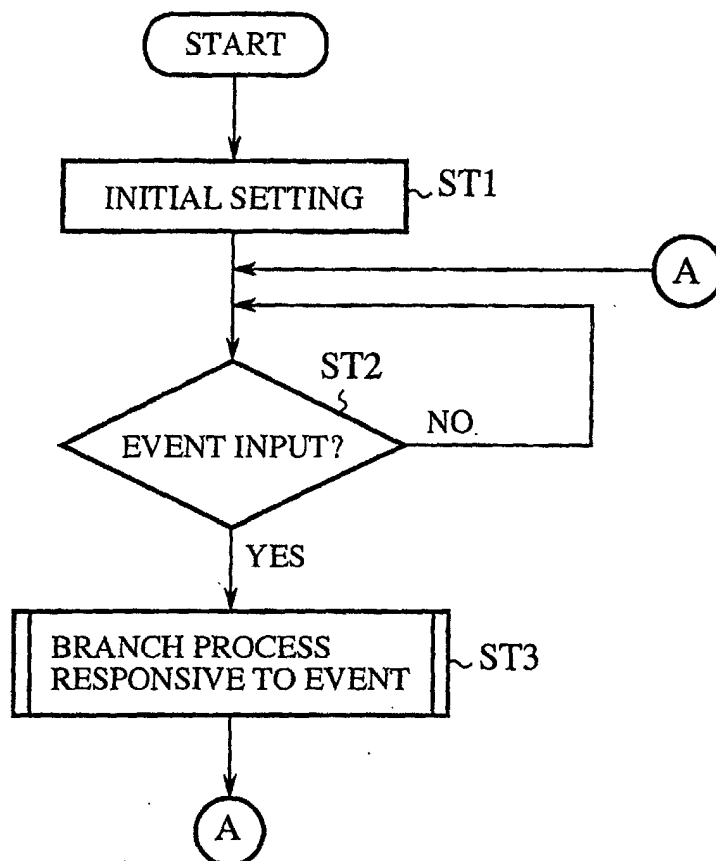 START
INITIAL SETTING
ST1
A
ST2
EVENT INPUT?
NO
YES
BRANCH PROCESS
RESPONSIVE TO EVENT
ST3
A